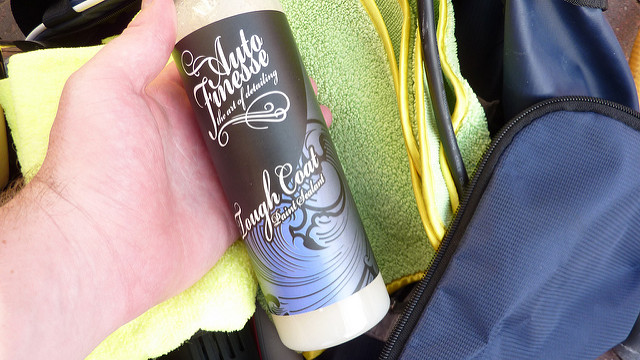 Auto
Finesse
the art of detailing
Tough Coat
Paint Sealant